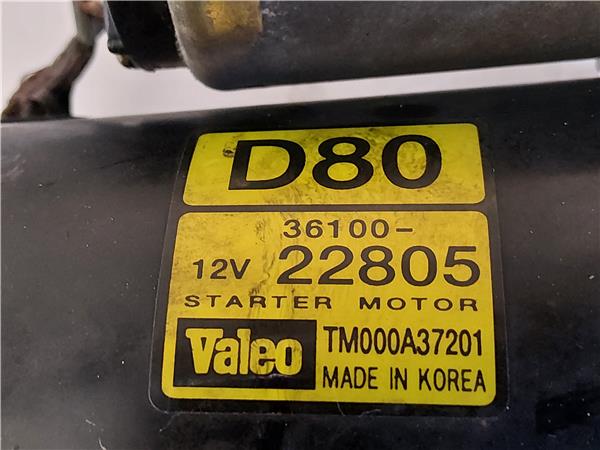 D80
36100-
12V 22805
STARTER MOTOR
Valeo TM000A37201
MADE IN KOREA